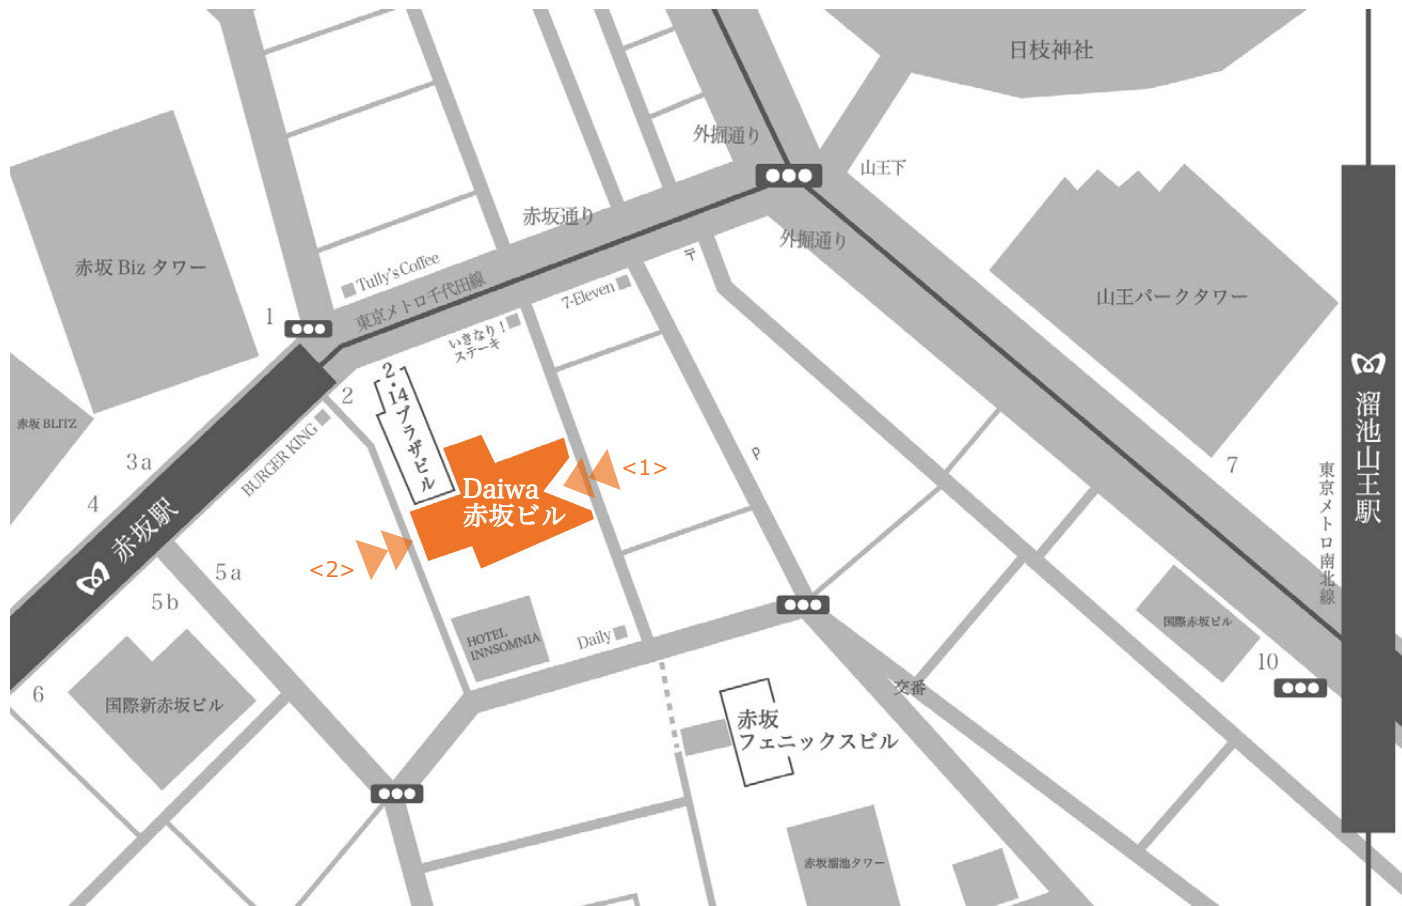 日枝神社
外掘通り
山王下
赤坂通り
外掘通り
〒
赤坂 Biz タワー
Tully's Coffee
東京メトロ千代田線
7-Eleven
山王パークタワー
1
いきなり!
ステーキ
2
2・14プラザビル
赤坂 BLITZ
BURGER KING
溜池山王駅
東京メトロ南北線
7
3a
4
P
<1>
Daiwa
赤坂ビル
赤坂駅
<2>
5a
5b
HOTEL
INNSOMNIA
Daily
国際赤坂ビル
10
6
国際新赤坂ビル
交番
赤坂
フェニックスビル
赤坂溜池タワー